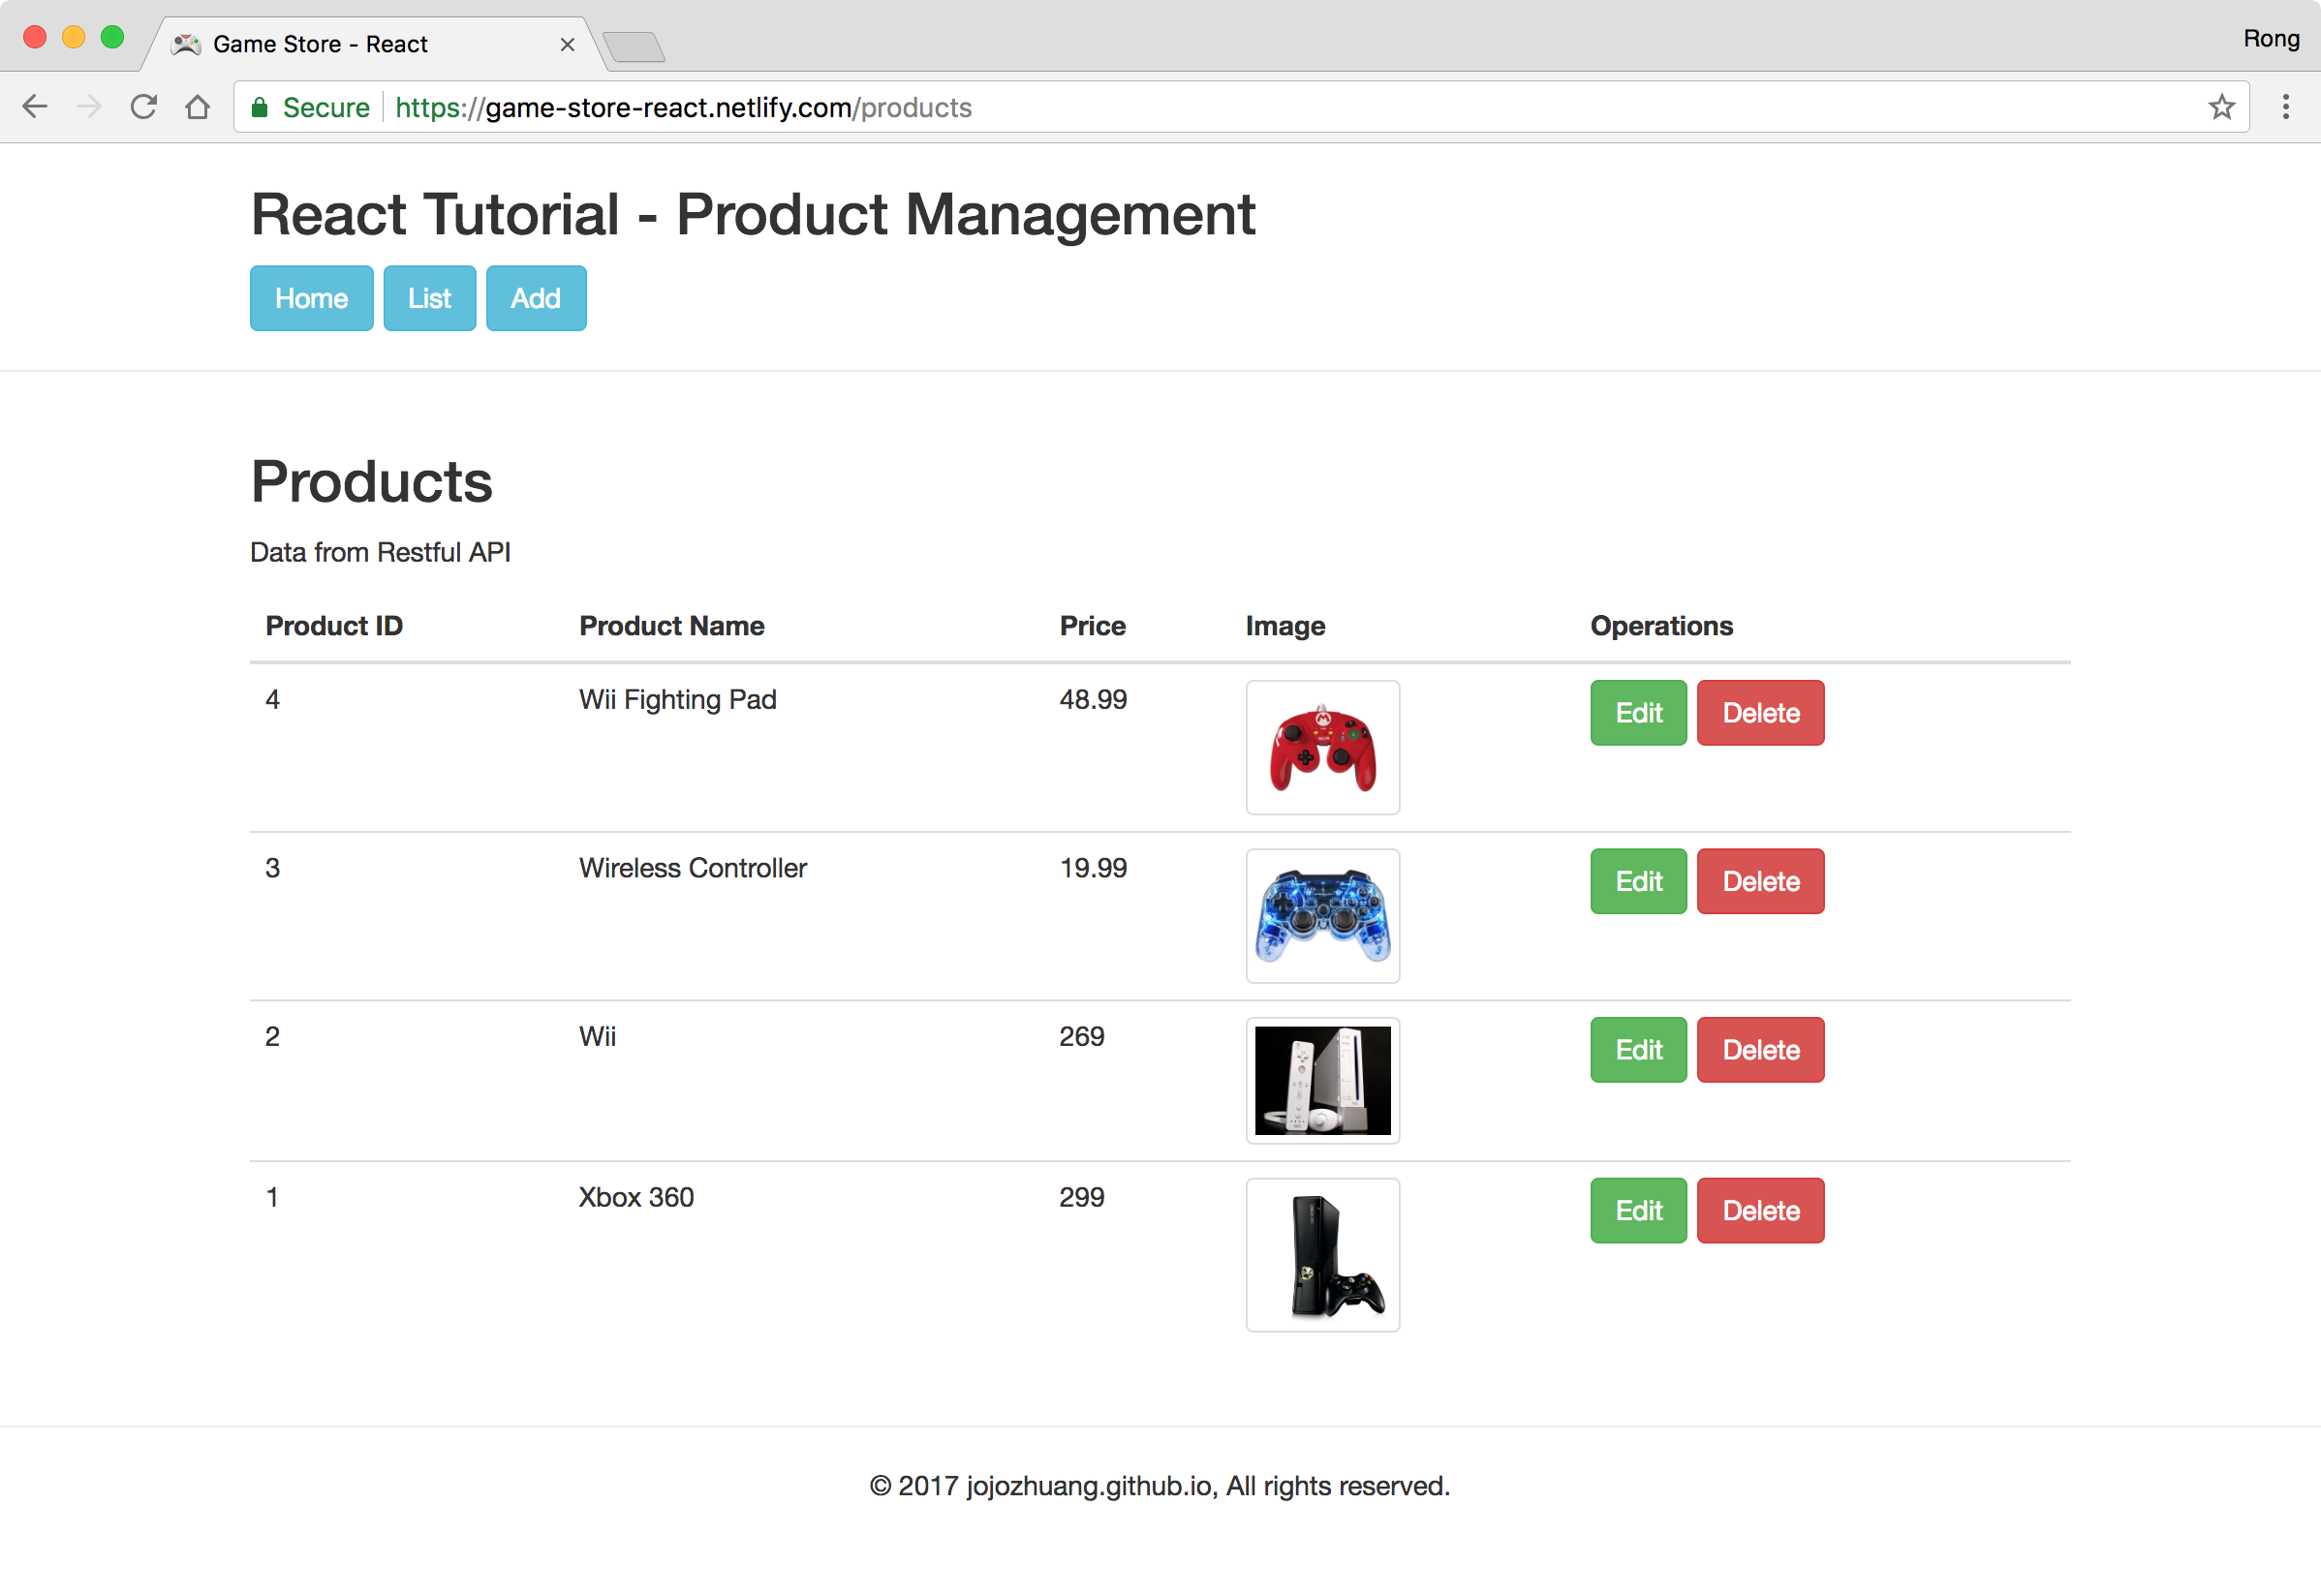 Game Store - React
Rong
Secure https://game-store-react.netlify.com/products
React Tutorial - Product Management
Home List Add
Products
Data from Restful API
Product ID Product Name Price Image Operations
4 Wii Fighting Pad 48.99 Edit Delete
3 Wireless Controller 19.99 Edit Delete
2 Wii 269 Edit Delete
1 Xbox 360 299 Edit Delete
© 2017 jojozhuang.github.io, All rights reserved.